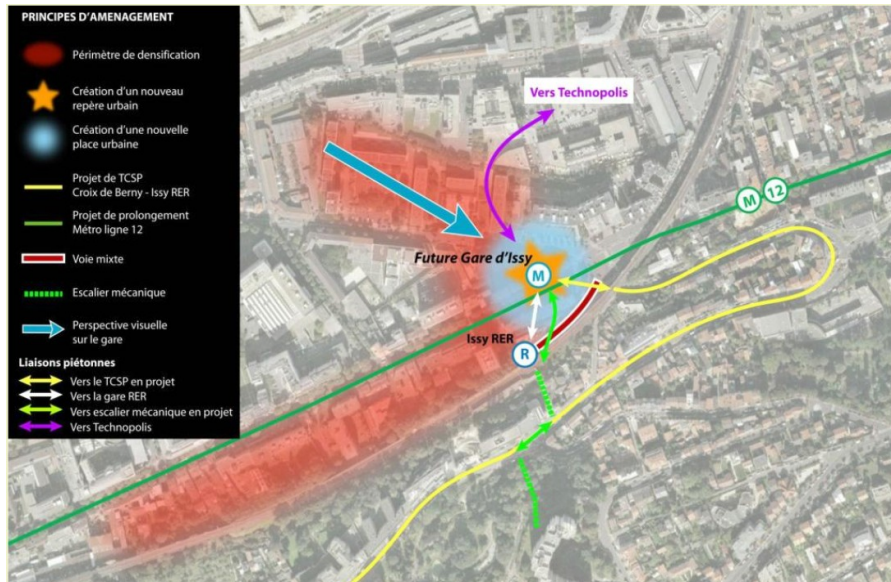 PRINCIPES D'AMENAGEMENT
Périmètre de densification
Création d'un nouveau
repère urbain
Création d'une nouvelle
place urbaine
Projet de TCSP
Croix de Berny - Issy RER
Projet de prolongement
Métro ligne 12
Voie mixte
Escalier mécanique
Perspective visuelle
sur le gare
Liaisons piétonnes
Vers le TCSP en projet
Vers la gare RER
Vers escalier mécanique en projet
Vers Technopolis
Vers Technopolis
M 12
Future Gare d'Issy
M
Issy RER
R